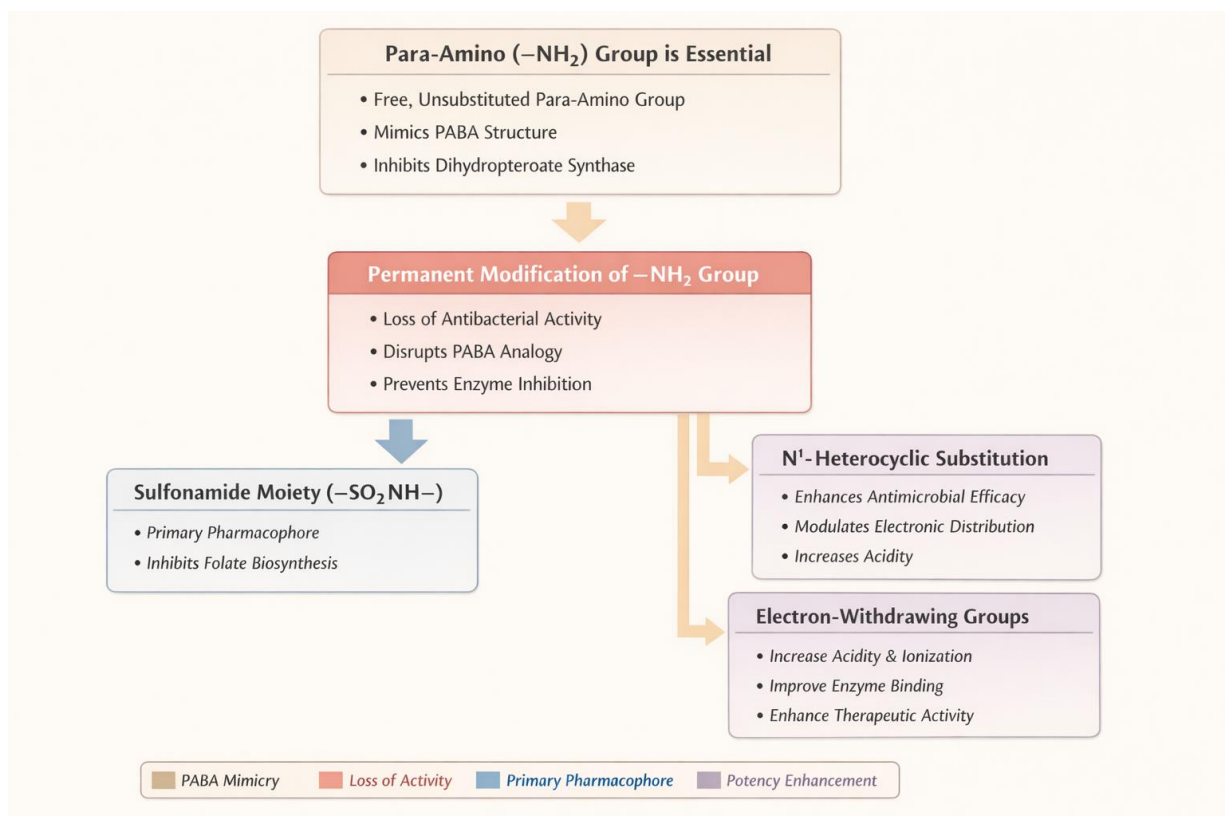 Para-Amino (–NH₂) Group is Essential
• Free, Unsubstituted Para-Amino Group
• Mimics PABA Structure
• Inhibits Dihydropteroate Synthase
Permanent Modification of –NH₂ Group
• Loss of Antibacterial Activity
• Disrupts PABA Analogy
• Prevents Enzyme Inhibition
Sulfonamide Moiety (–SO₂NH–)
• Primary Pharmacophore
• Inhibits Folate Biosynthesis
N¹-Heterocyclic Substitution
• Enhances Antimicrobial Efficacy
• Modulates Electronic Distribution
• Increases Acidity
Electron-Withdrawing Groups
• Increase Acidity & Ionization
• Improve Enzyme Binding
• Enhance Therapeutic Activity
PABA Mimicry Loss of Activity Primary Pharmacophore Potency Enhancement